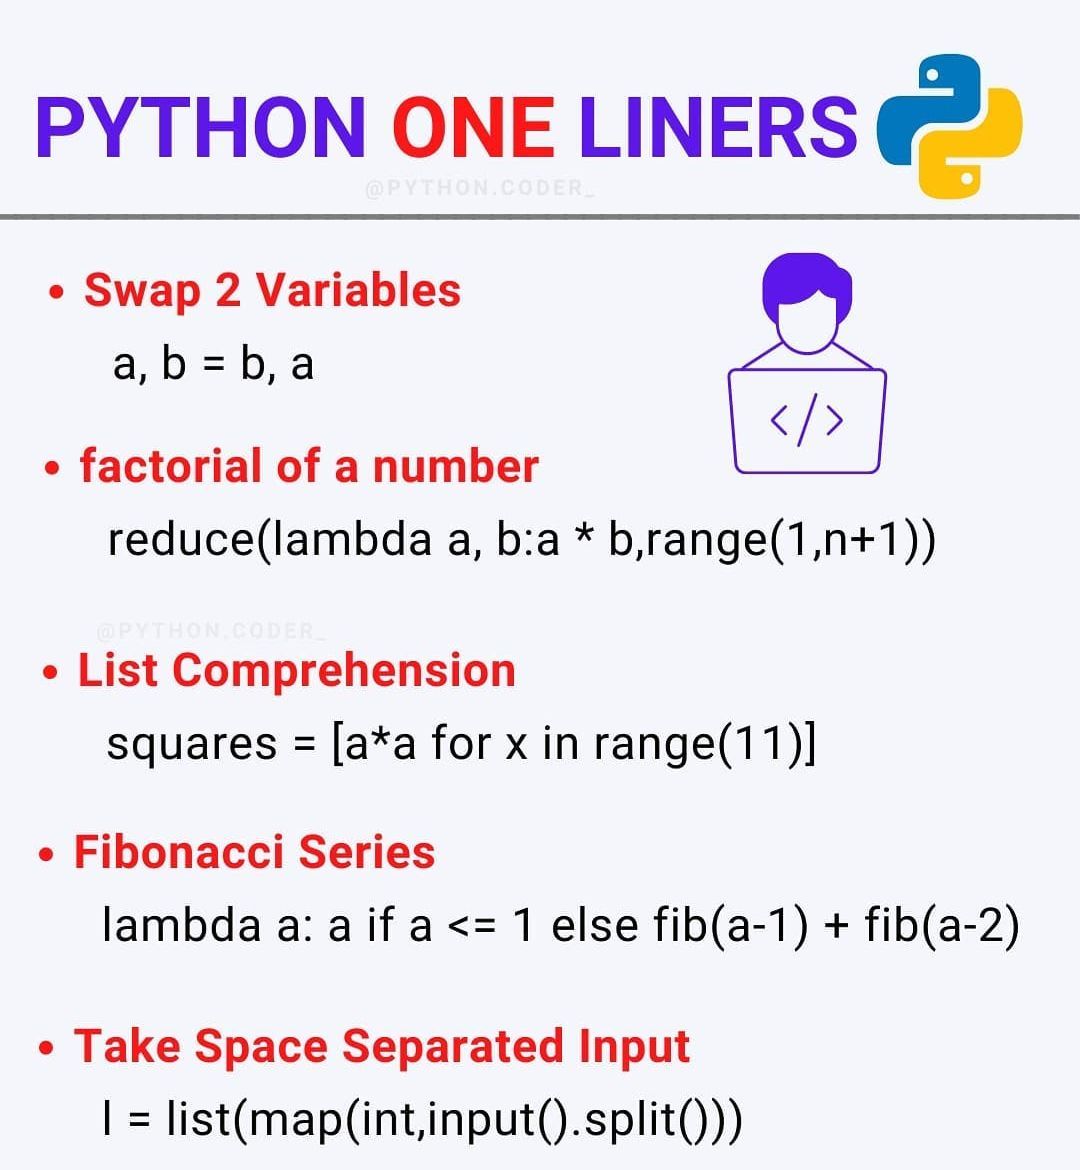 PYTHON ONE LINERS
@PYTHON.CODER_
• Swap 2 Variables
a, b = b, a
</>
• factorial of a number
reduce(lambda a, b:a * b,range(1,n+1))
@PYTHON.CODER_
• List Comprehension
squares = [a*a for x in range(11)]
• Fibonacci Series
lambda a: a if a <= 1 else fib(a-1) + fib(a-2)
• Take Space Separated Input
l = list(map(int,input().split()))